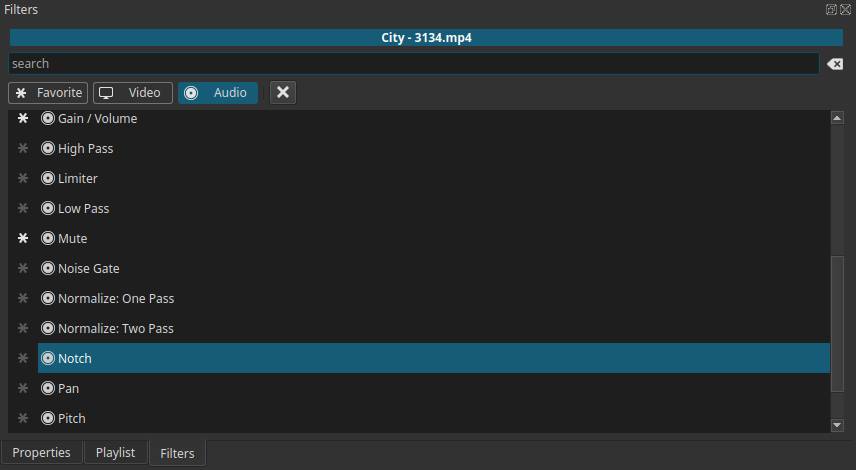 Filters
City - 3134.mp4
search
Favorite Video Audio
Gain / Volume
High Pass
Limiter
Low Pass
Mute
Noise Gate
Normalize: One Pass
Normalize: Two Pass
Notch
Pan
Pitch
Properties Playlist Filters